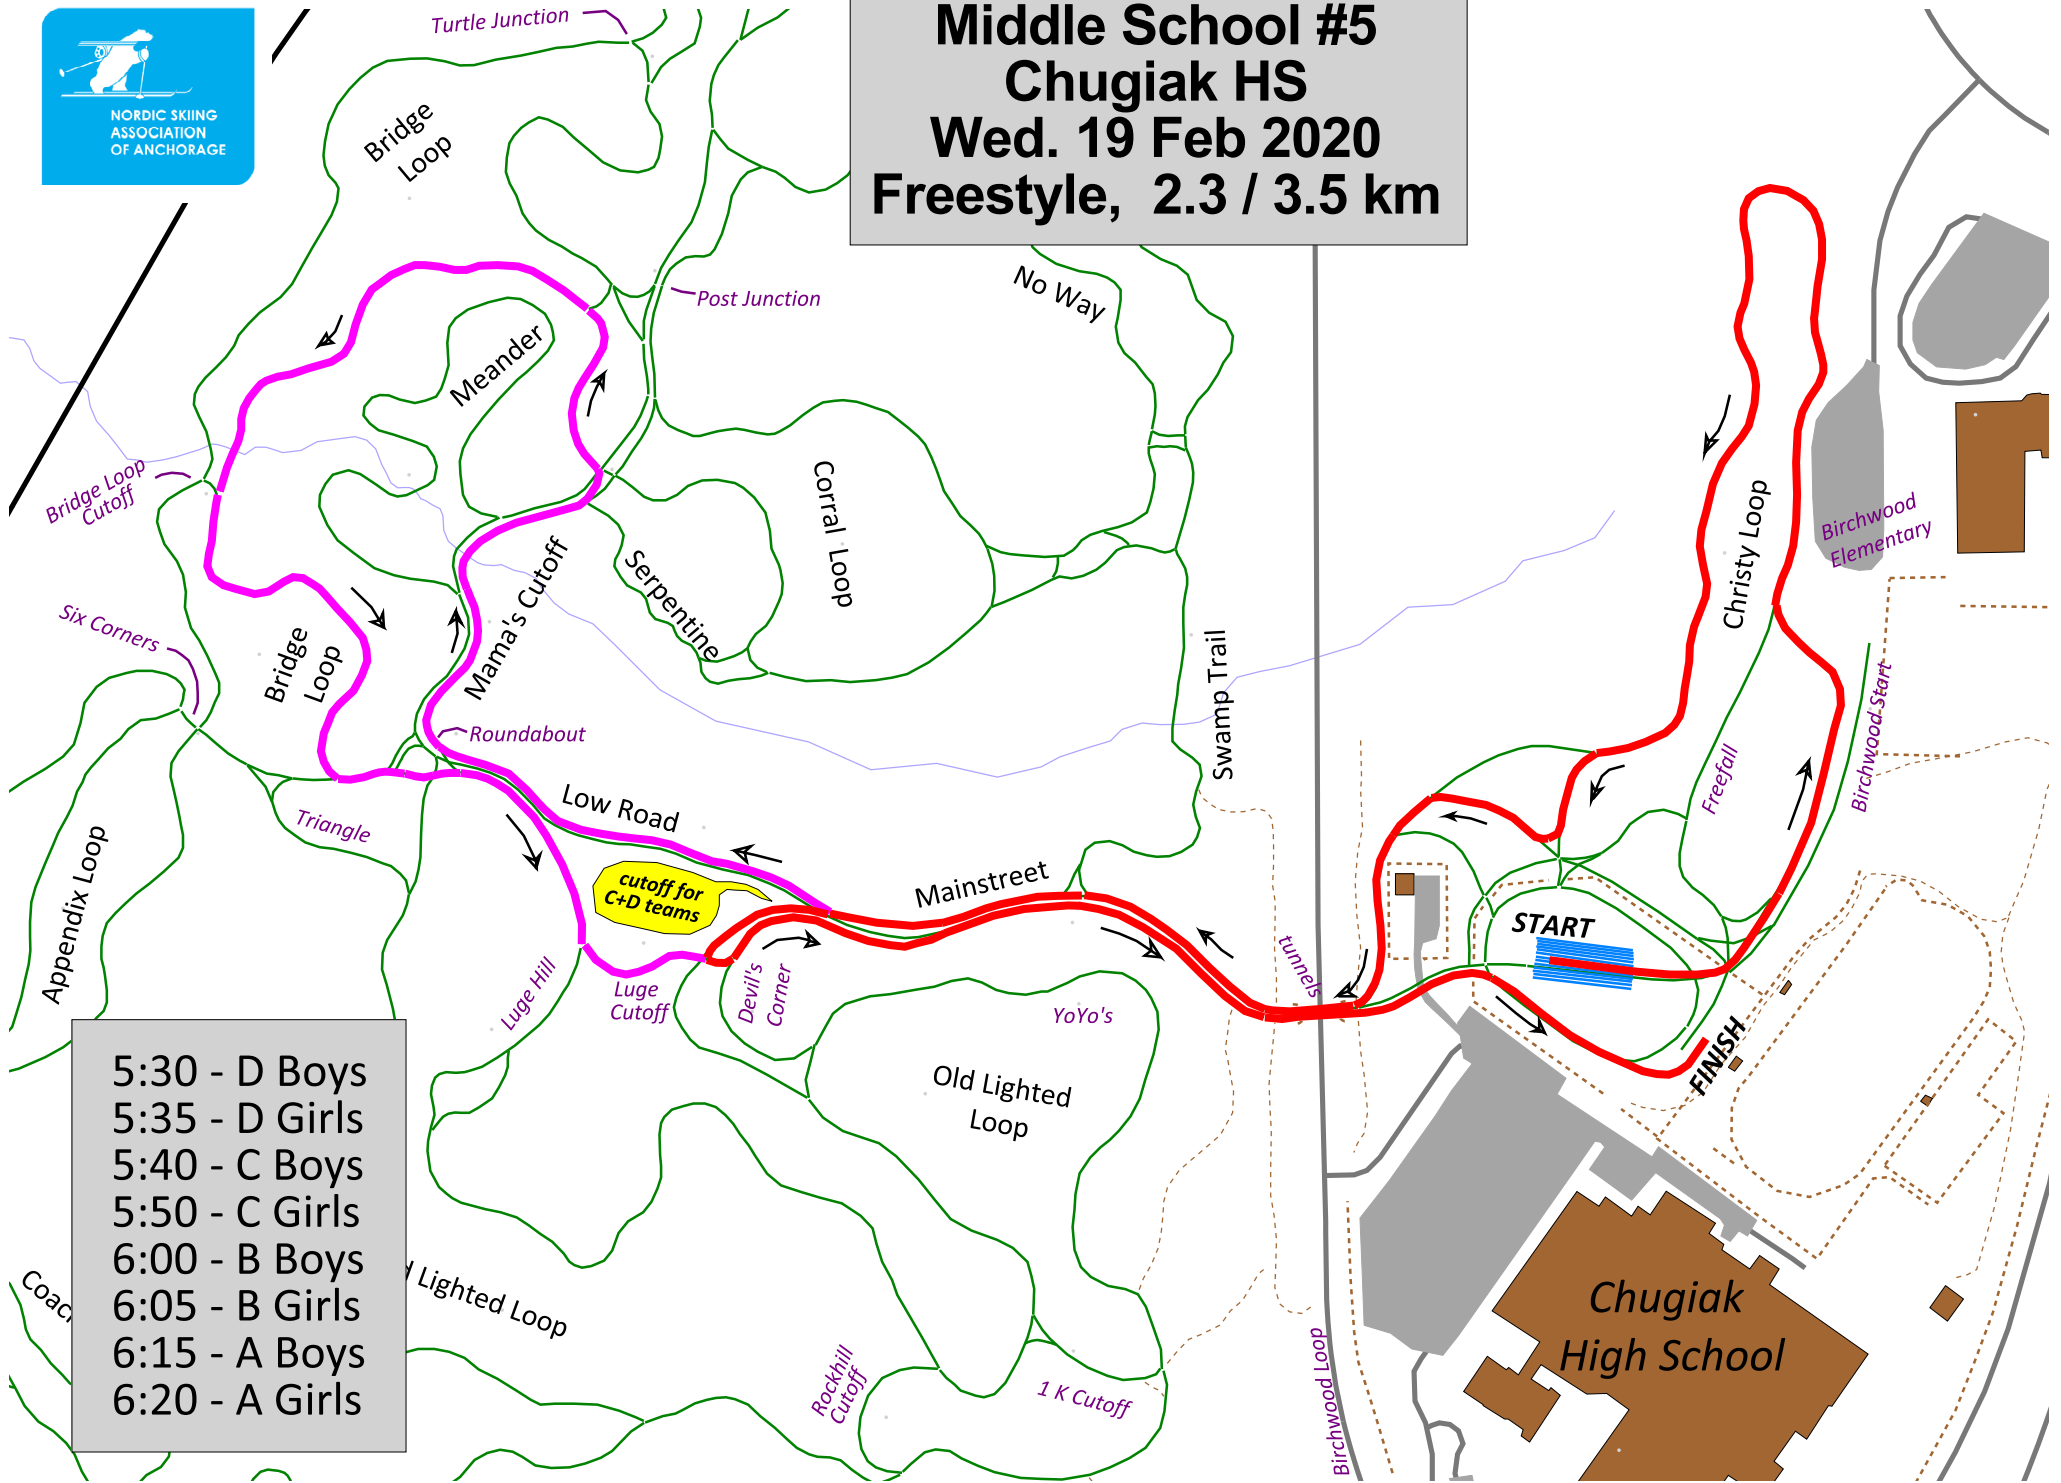 Turtle Junction
Middle School #5
Chugiak HS
Wed. 19 Feb 2020
Freestyle, 2.3 / 3.5 km
NORDIC SKIING
ASSOCIATION
OF ANCHORAGE
Bridge
Loop
No Way
Post Junction
Meander
Bridge Loop
Cutoff
Corral Loop
Christy Loop
Birchwood
Elementary
Mama's Cutoff
Serpentine
Six Corners
Bridge
Loop
Swamp Trail
Roundabout
Birchwood Start
Freefall
Low Road
Triangle
Appendix Loop
cutoff for
C+D teams
Mainstreet
START
tunnels
Luge Hill
Luge
Cutoff
Devil's
Corner
YoYo's
FINISH
Old Lighted
Loop
5:30 - D Boys
5:35 - D Girls
5:40 - C Boys
5:50 - C Girls
6:00 - B Boys
6:05 - B Girls
6:15 - A Boys
6:20 - A Girls
Coac
d Lighted Loop
Rockhill
Cutoff
1 K Cutoff
Birchwood Loop
Chugiak
High School